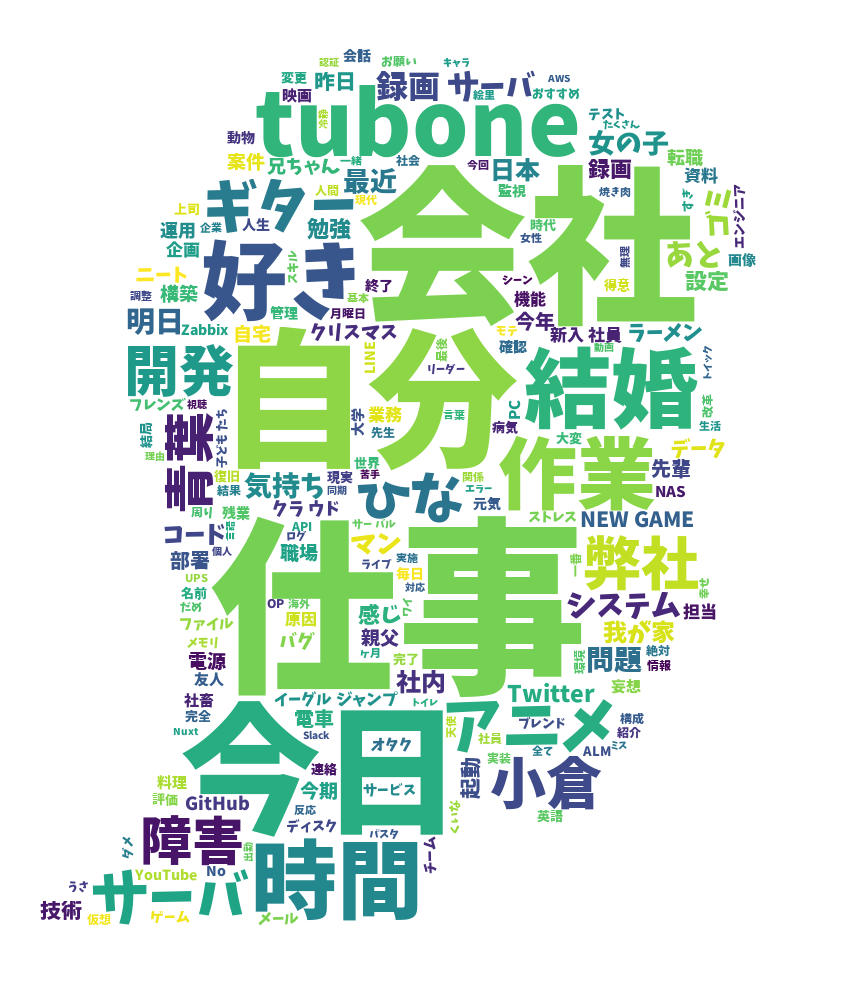 認証
会話
お願い
キャラ
変更
昨日
録画
サーバ
AWS
映画
絵里
おすすめ
tubone
テスト
たくさん
動物
女の子
案件
兄ちゃん
一緒
社会
今回
日本
録画
転職
最近
監視
資料
上司
ギター
人間
現代
焼き肉
すぎ
ゴミ
エンジニア
運用
企業
人生
勉強
会社
時代
女性
無理
あと
画像
企画
好き
スキル
ニート
構築
調整
基本
終了
シーン
機能
得意
設定
管理
月曜日
明日
Zabbix
自宅
クリスマス
今年
モテ
新入社員
ラーメン
確認
動画
開発
自分
LINE
最後
リーダー
結婚
トイック
フレンズ
視聴
大学
業務
先生
言葉
病気
PC
改革
生活
結局
青葉
子どもたち
理由
大変
作業
データ
世界
復旧
結果
気持ち
現実
同期
苦手
ひな
関係
エラー
元気
先輩
NAS
周り
残業
クラウド
サーバル
ストレス
NEW GAME
コード
個人
API
ログ
マン
ライブ
実施
部署
職場
毎日
対応
一番
弊社
UPS
仕事
名前
だめ
OP
海外
原因
感じ
ワイ
システム
担当
幸せ
ファイル
メモリ
バグ
親父
ヶ月
我が家
電源
完了
環境
問題
絶対
情報
友人
社内
社畜
イーグルジャンプ
トイレ
Twitter
妄想
完全
電車
天使
アニメ
ブレンド
構成
紹介
Nuxt
Slack
今日
オタク
社員
全て
ALM
ミス
連絡
実装
料理
評価
GitHub
今期
サービス
起動
小倉
反応
ディスク
パスタ
くいな
英語
障害
ダメ
チーム
YouTube
No
うさ
サーバ
時間
技術
仮想
ゲーム
メール